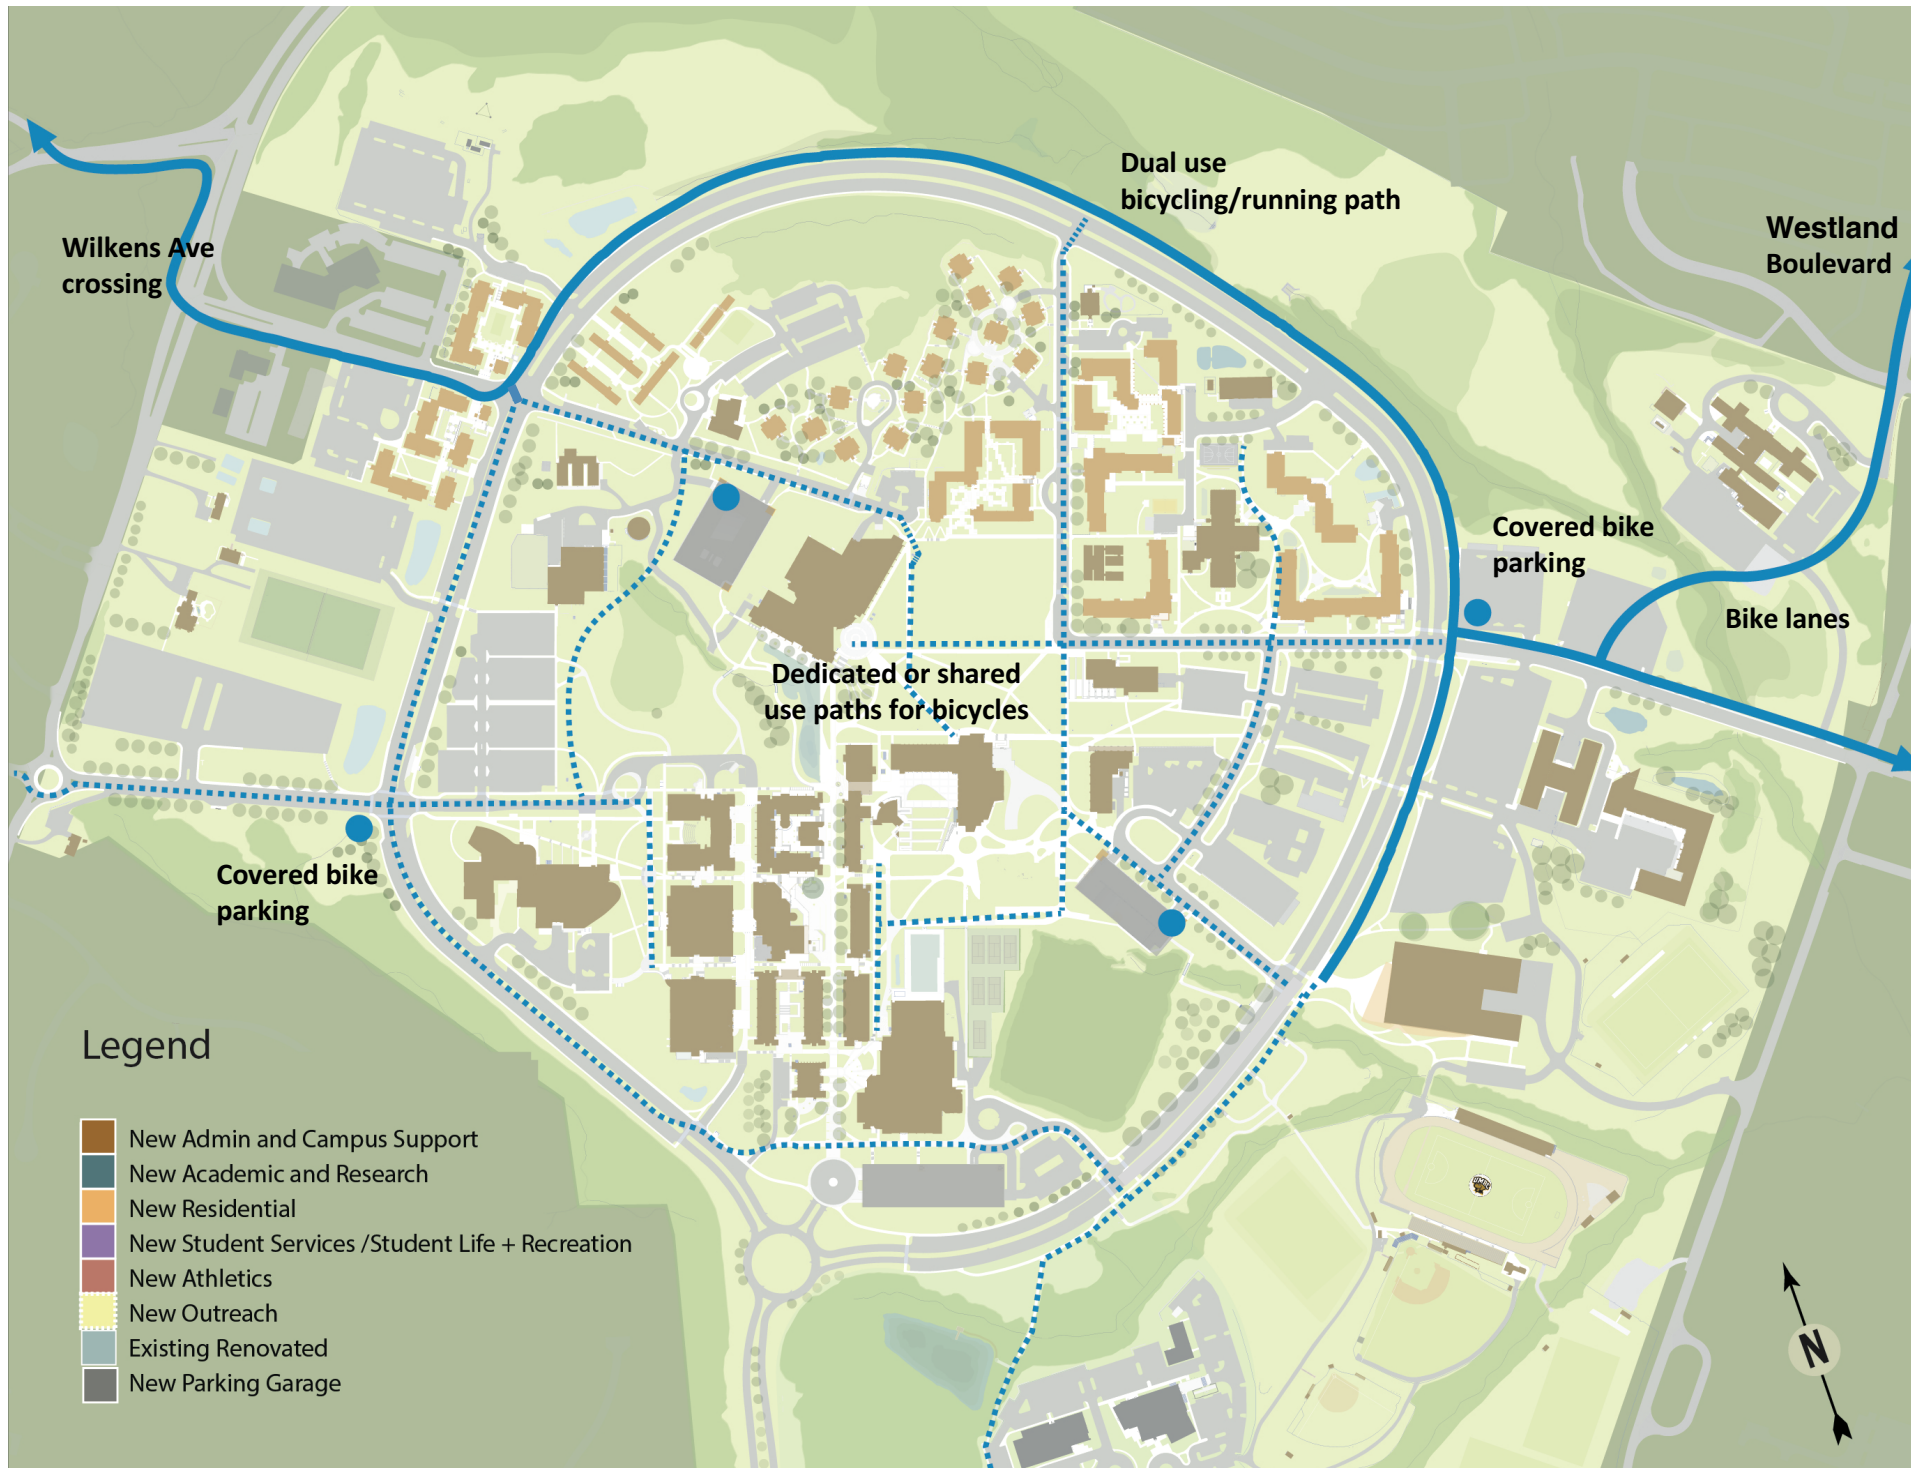 Dual use
bicycling/running path
Westland
Boulevard
Wilkens Ave
crossing
Covered bike
parking
Bike lanes
Dedicated or shared
use paths for bicycles
Covered bike
parking
Legend
New Admin and Campus Support
New Academic and Research
New Residential
New Student Services /Student Life + Recreation
New Athletics
New Outreach
Existing Renovated
New Parking Garage
UMBC
N